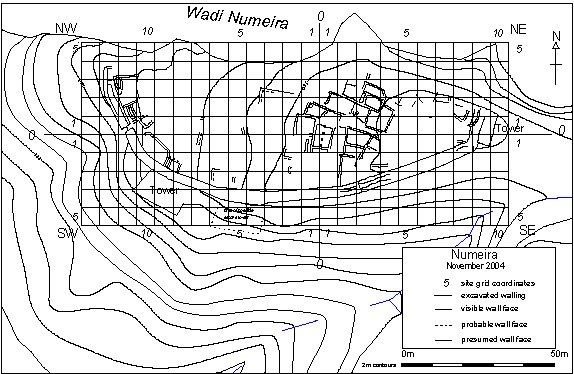 Wadi Numeira
0
NW 10 5 1 1 5 10 NE
N
5 5
1 1
0 Tower 0
1 1
Tower
5 5
SW 10 5 1 1 5 10 SE
0
Numeira
November 2004
5 site grid coordinates
excavated walling
visible wall face
probable wall face
presumed wall face
2m contours 0m 50m